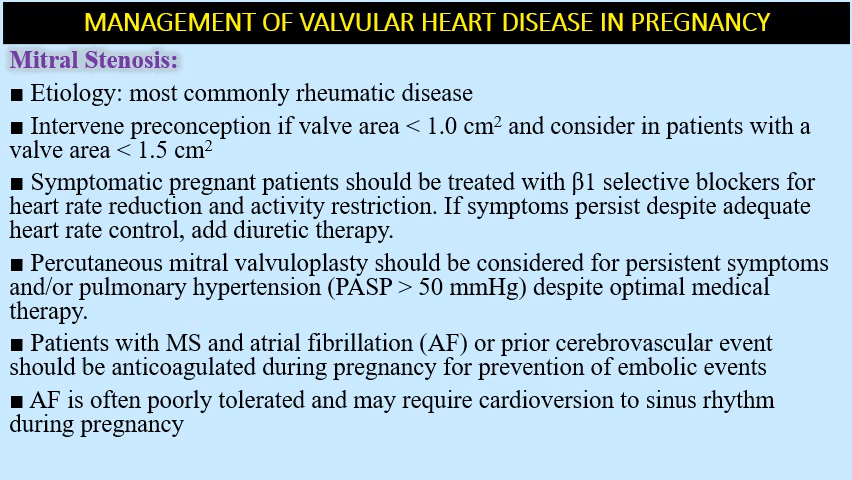 MANAGEMENT OF VALVULAR HEART DISEASE IN PREGNANCY
Mitral Stenosis:
■ Etiology: most commonly rheumatic disease
■ Intervene preconception if valve area < 1.0 cm² and consider in patients with a
valve area < 1.5 cm²
■ Symptomatic pregnant patients should be treated with β1 selective blockers for
heart rate reduction and activity restriction. If symptoms persist despite adequate
heart rate control, add diuretic therapy.
■ Percutaneous mitral valvuloplasty should be considered for persistent symptoms
and/or pulmonary hypertension (PASP > 50 mmHg) despite optimal medical
therapy.
■ Patients with MS and atrial fibrillation (AF) or prior cerebrovascular event
should be anticoagulated during pregnancy for prevention of embolic events
■ AF is often poorly tolerated and may require cardioversion to sinus rhythm
during pregnancy